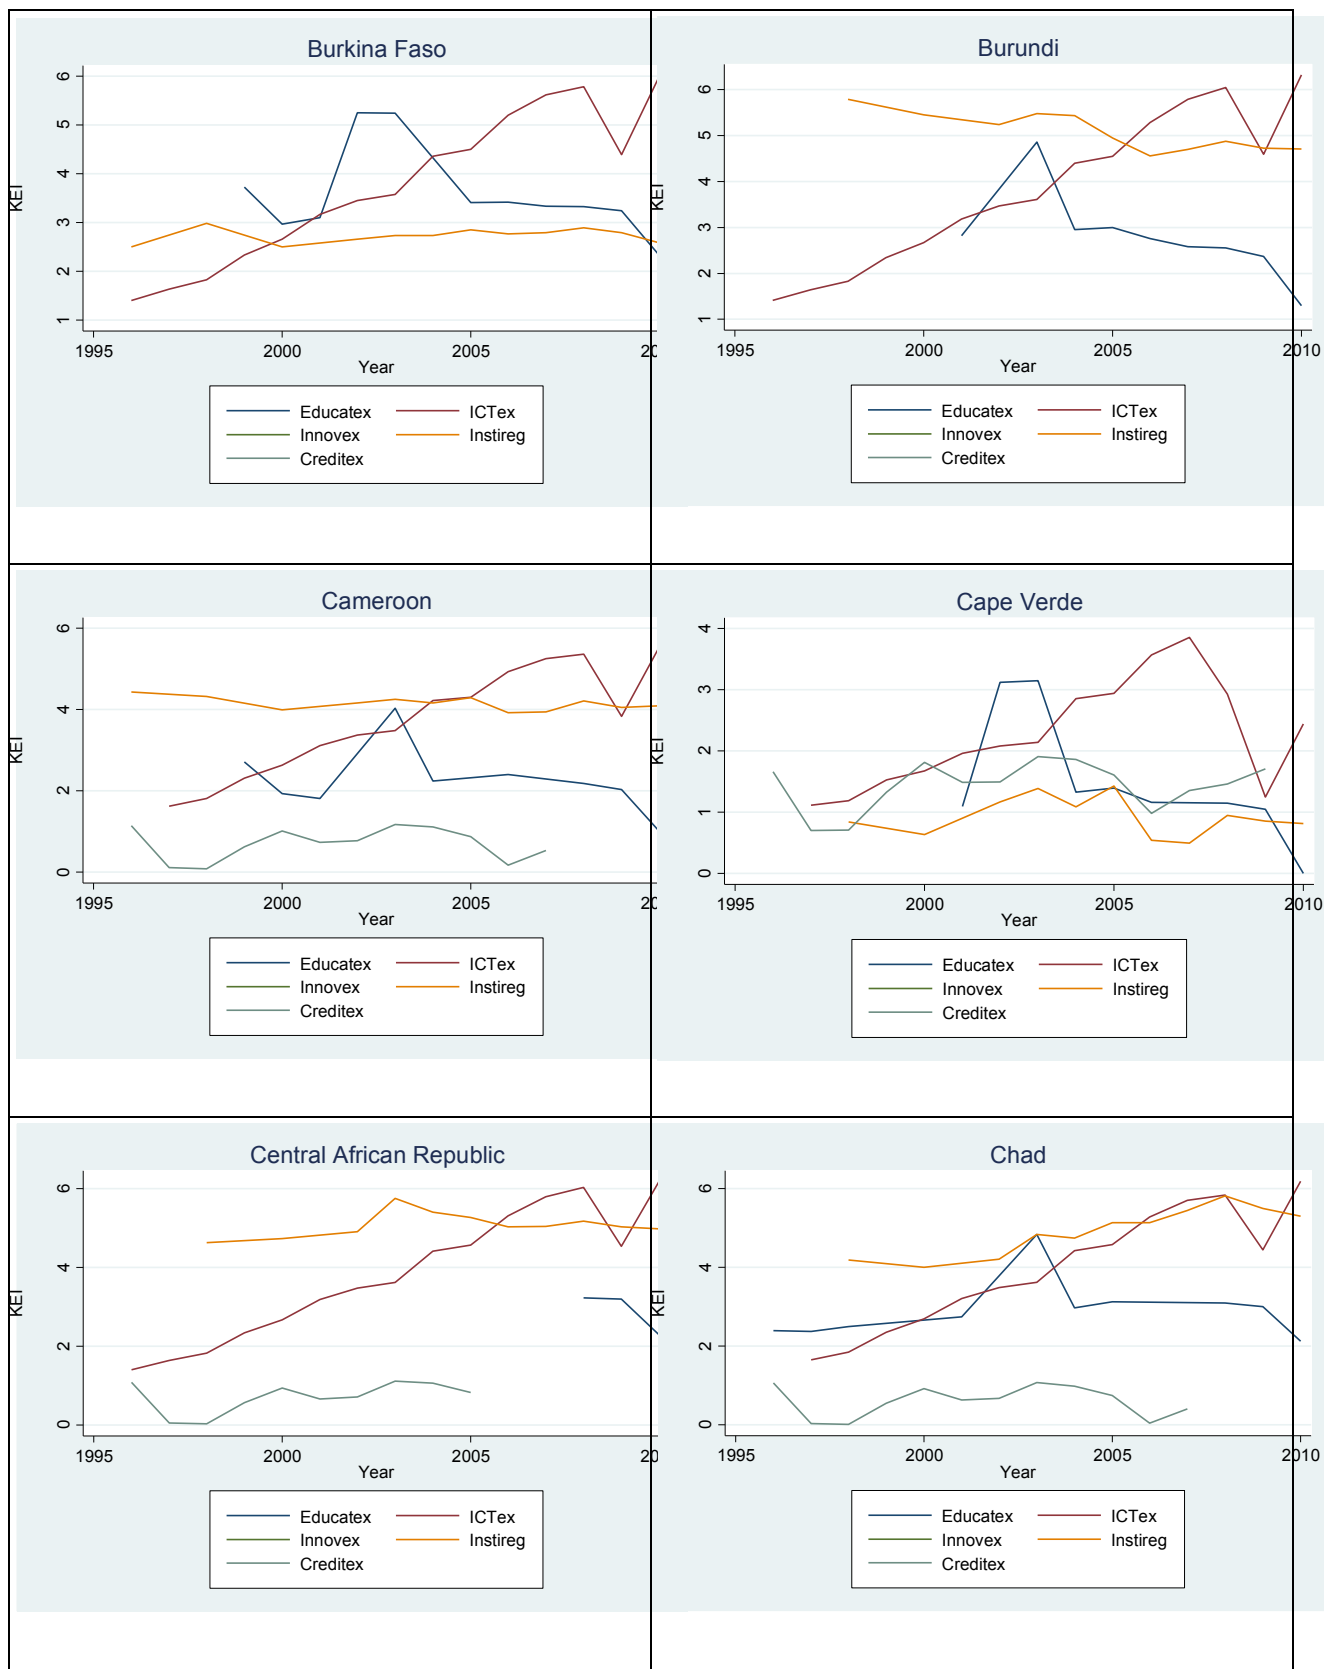 Burkina Faso
KEI
6
5
4
3
2
1
1995 2000 2005 20
Year
Educatex ICTex
Innovex Instireg
Creditex
Burundi
KEI
6
5
4
3
2
1
1995 2000 2005 2010
Year
Educatex ICTex
Innovex Instireg
Creditex
Cameroon
KEI
6
4
2
0
1995 2000 2005 20
Year
Educatex ICTex
Innovex Instireg
Creditex
Cape Verde
KEI
4
3
2
1
0
1995 2000 2005 2010
Year
Educatex ICTex
Innovex Instireg
Creditex
Central African Republic
KEI
6
4
2
0
1995 2000 2005 20
Year
Educatex ICTex
Innovex Instireg
Creditex
Chad
KEI
6
4
2
0
1995 2000 2005 2010
Year
Educatex ICTex
Innovex Instireg
Creditex